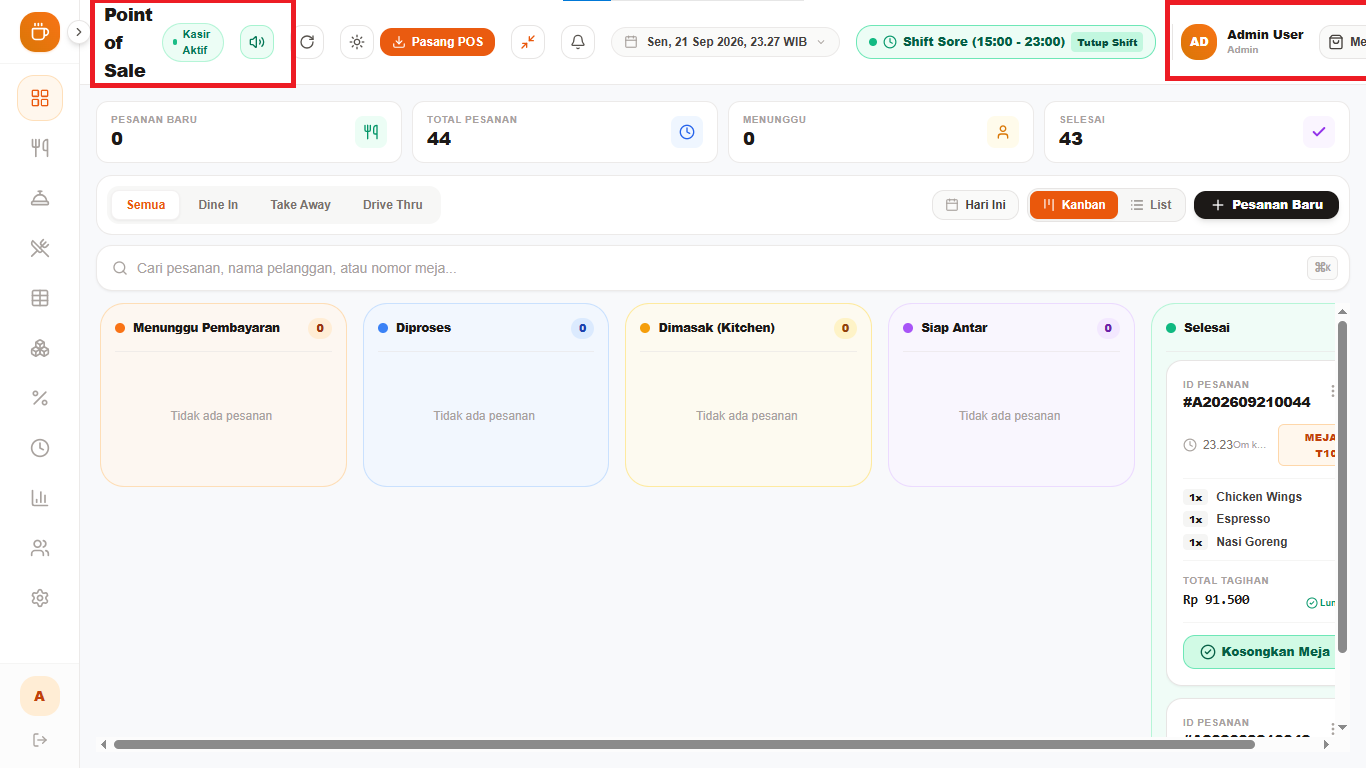 Point
of
Sale
Kasir
Aktif
Pasang POS
Sen, 21 Sep 2026, 23.27 WIB
Shift Sore (15:00 - 23:00)
Tutup Shift
AD
Admin User
Admin
Me
PESANAN BARU
0
TOTAL PESANAN
44
MENUNGGU
0
SELESAI
43
Semua
Dine In
Take Away
Drive Thru
Hari Ini
Kanban
List
Pesanan Baru
Cari pesanan, nama pelanggan, atau nomor meja...
⌘K
Menunggu Pembayaran
0
Tidak ada pesanan
Diproses
0
Tidak ada pesanan
Dimasak (Kitchen)
0
Tidak ada pesanan
Siap Antar
0
Tidak ada pesanan
Selesai
ID PESANAN
#A202609210044
23.23
Om k...
MEJA
T10
1x Chicken Wings
1x Espresso
1x Nasi Goreng
TOTAL TAGIHAN
Rp 91.500
Lun
Kosongkan Meja
ID PESANAN
A